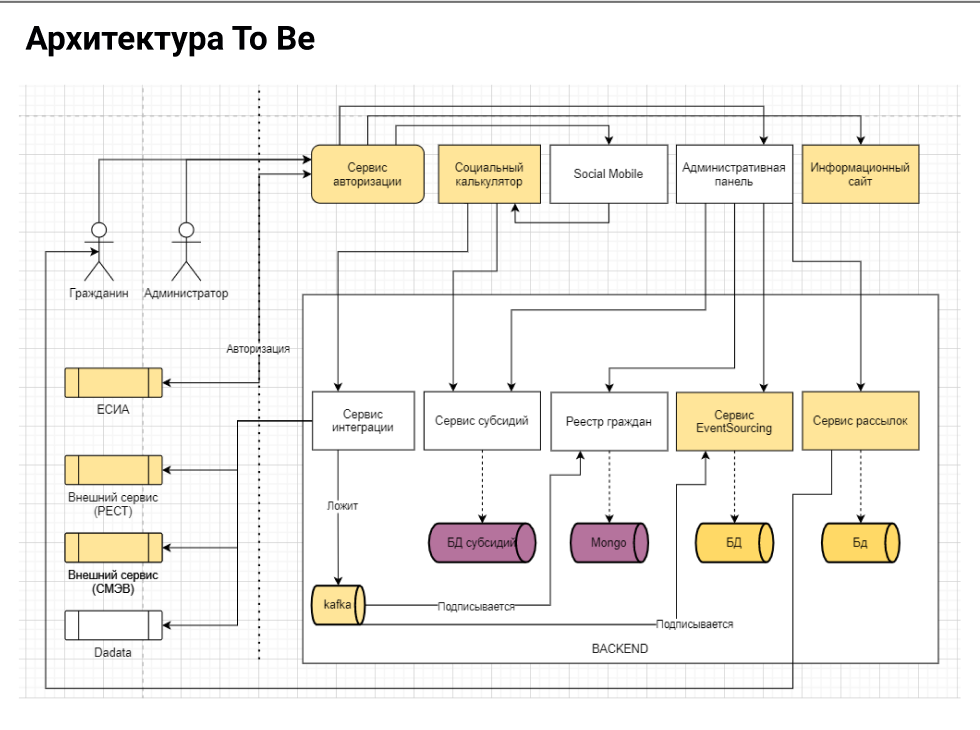 Архитектура To Be
Сервис
авторизации
Социальный
калькулятор
Social Mobile
Административная
панель
Информационный
сайт
Гражданин
Администратор
Авторизация
ЕСИА
Сервис
интеграции
Сервис субсидий
Реестр граждан
Сервис
EventSourcing
Сервис рассылок
Внешний сервис
(РЕСТ)
Ложит
БД субсидий
Mongo
БД
Бд
Внешний сервис
(СМЭВ)
kafka
Подписывается
Подписывается
Dadata
BACKEND